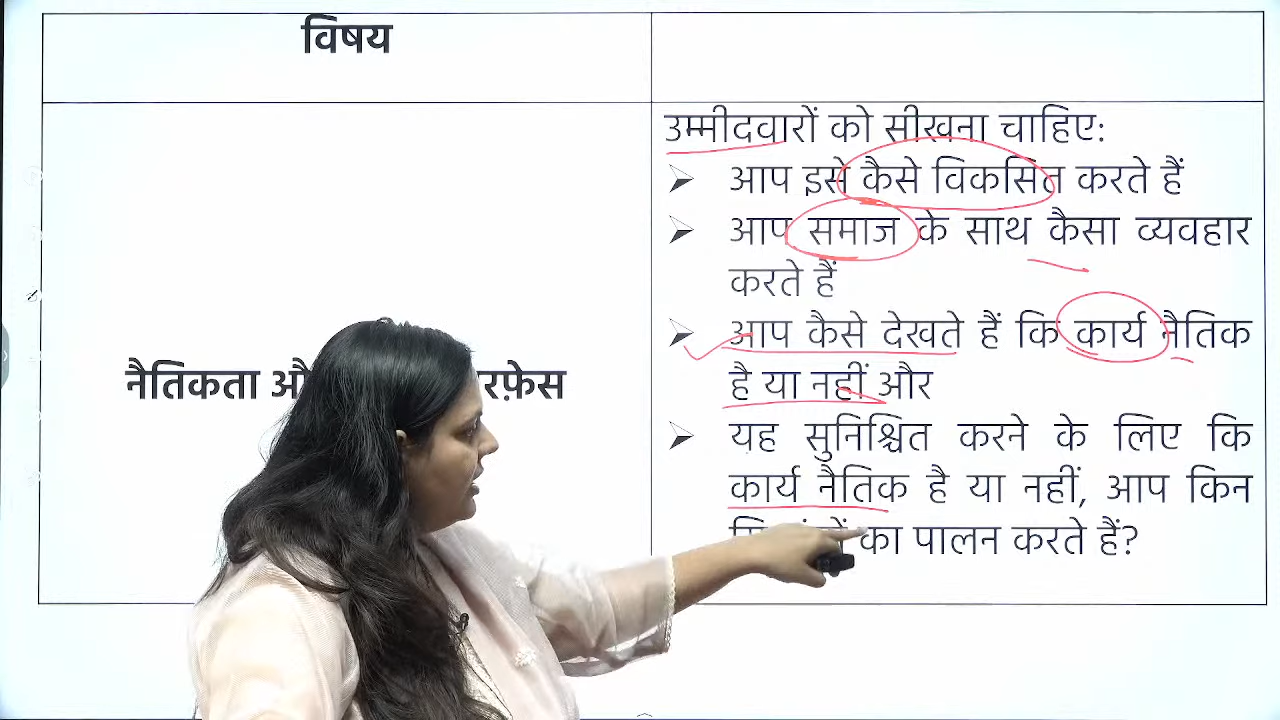 विषय
उम्मीदवारों को सीखना चाहिए:
आप इसे कैसे विकसित करते हैं
आप समाज के साथ कैसा व्यवहार
करते हैं
आप कैसे देखते हैं कि कार्य नैतिक
है या नहीं और
यह सुनिश्चित करने के लिए कि
कार्य नैतिक है या नहीं, आप किन
का पालन करते हैं?
नैतिकता